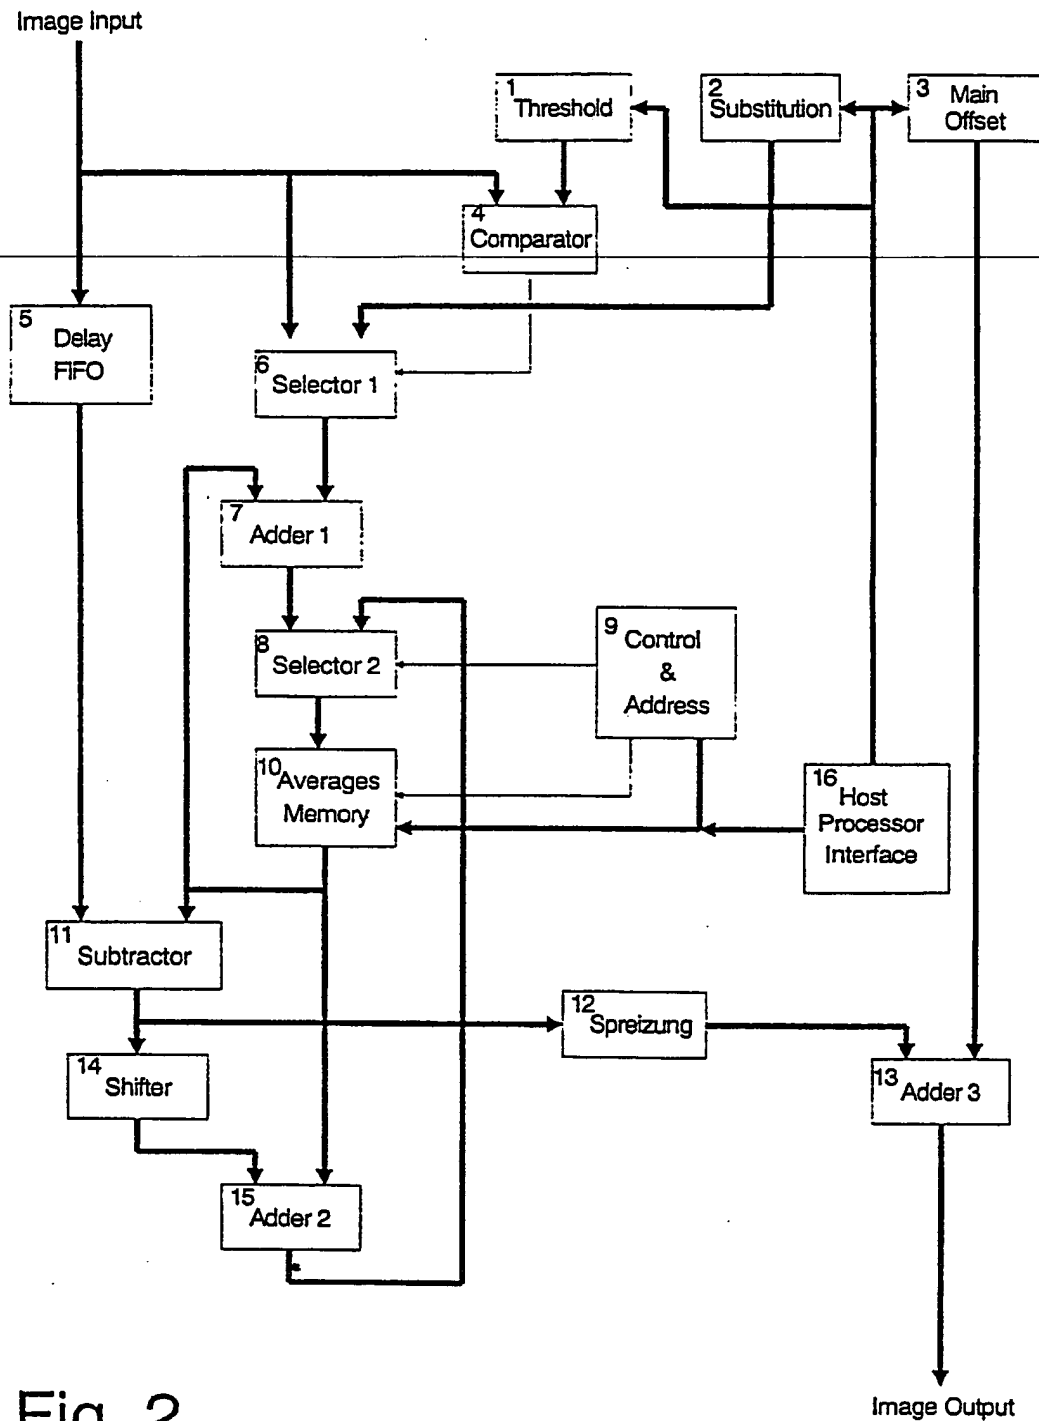 Image Input
1 Threshold
2 Substitution
3 Main
Offset
4
Comparator
5
Delay
FIFO
6
Selector 1
7
Adder 1
8
Selector 2
9
Control
&
Address
10 Averages
Memory
16
Host
Processor
Interface
11
Subtractor
12
Spreizung
14
Shifter
13
Adder 3
15
Adder 2
Fig. 2
Image Output